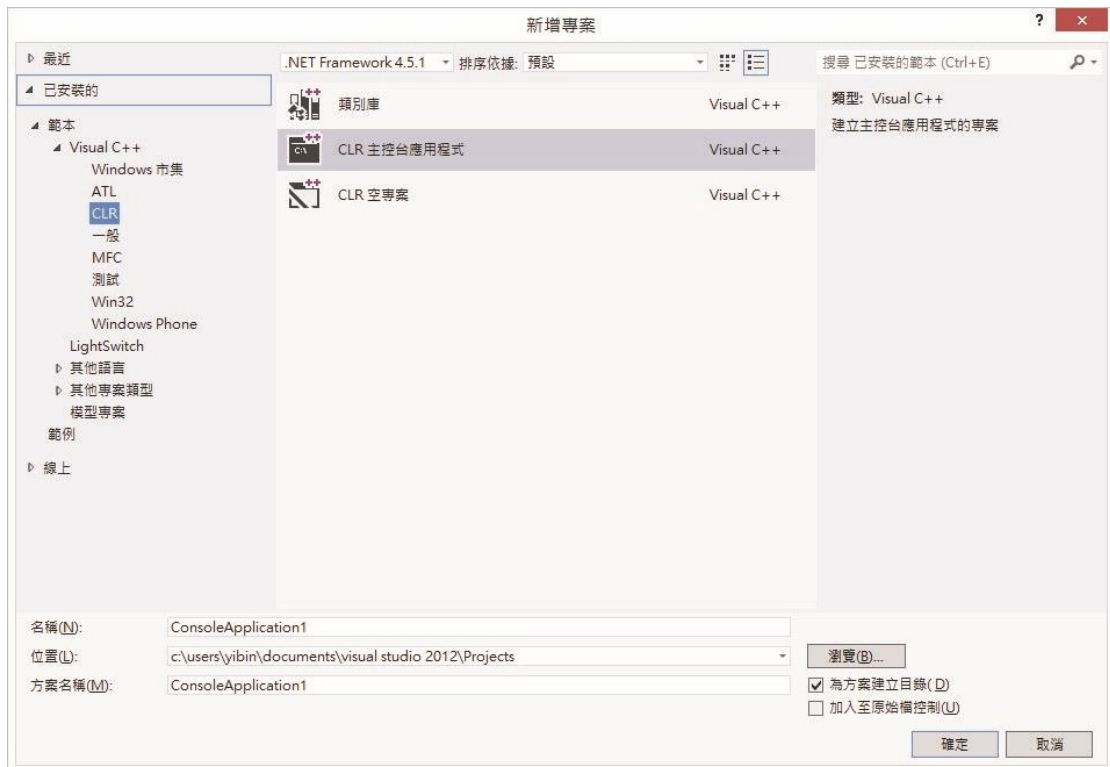 新增專案
?
最近
已安裝的
範本
Visual C++
Windows 市集
ATL
CLR
一般
MFC
測試
Win32
Windows Phone
LightSwitch
其他語言
其他專案類型
模型專案
範例
線上
.NET Framework 4.5.1 排序依據: 預設
類別庫 Visual C++
CLR 主控台應用程式 Visual C++
CLR 空專案 Visual C++
搜尋 已安裝的範本 (Ctrl+E)
類型: Visual C++
建立主控台應用程式的專案
名稱(N): ConsoleApplication1
位置(L): c:\users\yibin\documents\visual studio 2012\Projects 瀏覽(B)...
方案名稱(M): ConsoleApplication1
為方案建立目錄(D)
加入至原始檔控制(U)
確定 取消